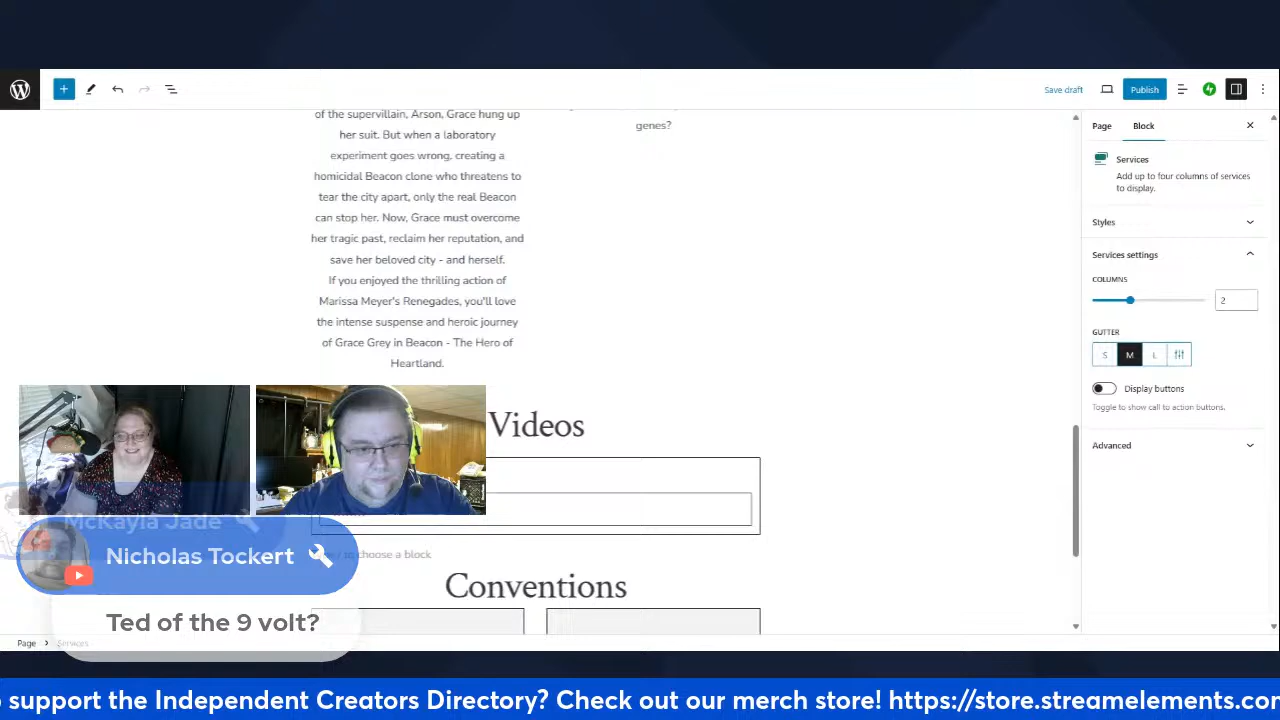 Save draft
Publish
of the supervillain, Arson, Grace hung up
her suit. But when a laboratory
experiment goes wrong, creating a
homicidal Beacon clone who threatens to
tear the city apart, only the real Beacon
can stop her. Now, Grace must overcome
her tragic past, reclaim her reputation, and
save her beloved city - and herself.
If you enjoyed the thrilling action of
Marissa Meyer's Renegades, you'll love
the intense suspense and heroic journey
of Grace Grey in Beacon - The Hero of
Heartland.
genes?
Page
Block
Services
Add up to four columns of services
to display.
Styles
Services settings
COLUMNS
2
GUTTER
S
M
L
Display buttons
Toggle to show call to action buttons.
Advanced
Videos
to choose a block
Conventions
McKayla Jade
Nicholas Tockert
Ted of the 9 volt?
Page
Services
support the Independent Creators Directory? Check out our merch store! https://store.streamelements.co